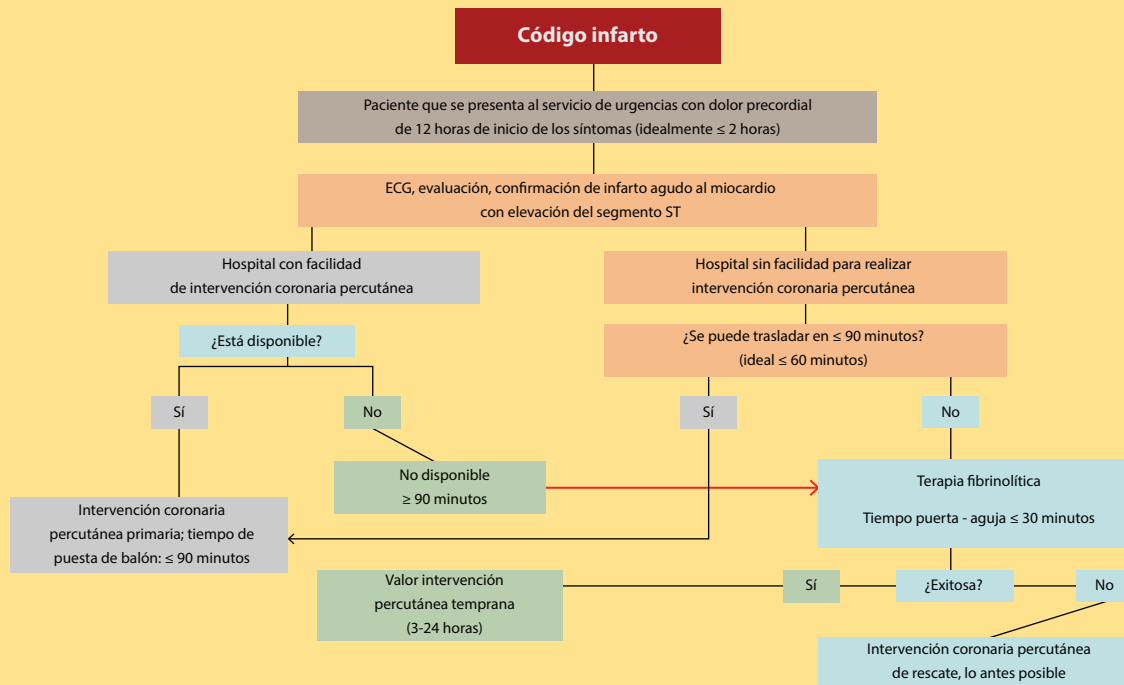 Código infarto
Paciente que se presenta al servicio de urgencias con dolor precordial
de 12 horas de inicio de los síntomas (idealmente ≤ 2 horas)
ECG, evaluación, confirmación de infarto agudo al miocardio
con elevación del segmento ST
Hospital con facilidad
de intervención coronaria percutánea
Hospital sin facilidad para realizar
intervención coronaria percutánea
¿Está disponible?
¿Se puede trasladar en ≤ 90 minutos?
(ideal ≤ 60 minutos)
Sí
No
Sí
No
No disponible
≥ 90 minutos
Terapia fibrinolítica
Tiempo puerta - aguja ≤ 30 minutos
Intervención coronaria
percutánea primaria; tiempo de
puesta de balón: ≤ 90 minutos
Valor intervención
percutánea temprana
(3-24 horas)
Sí
¿Exitosa?
No
Intervención coronaria percutánea
de rescate, lo antes posible